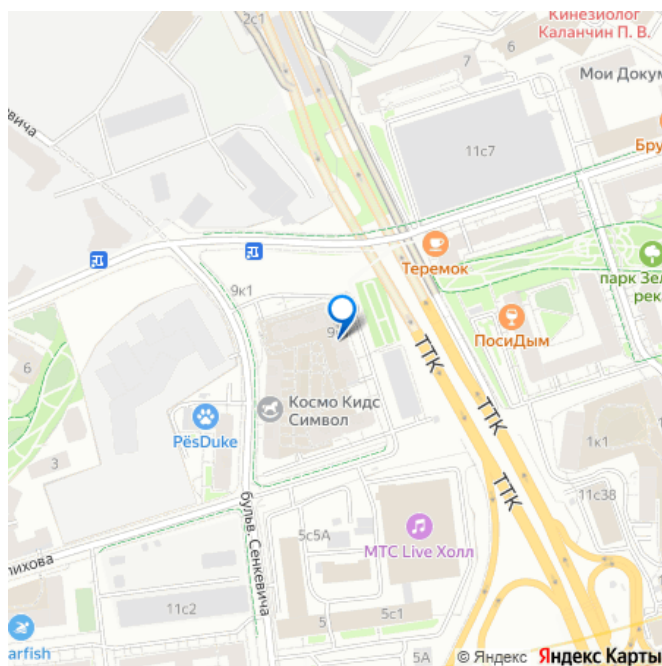 2с1
Кинезиолог
Каланчин П. В.
6
7
Мои Докум
11с7
Бру
Теремок
парк Зел
река
9к1
ПосиДым
ТТК
6
Космо Кидс
Символ
PёsDuke
ТТК
3
1к1
ТТК
11с38
бульв. Сенкевича
5с5А
МТС Live Холл
лихова
11с2
5с1
arfish
5
5А
© Яндекс Яндекс Карты